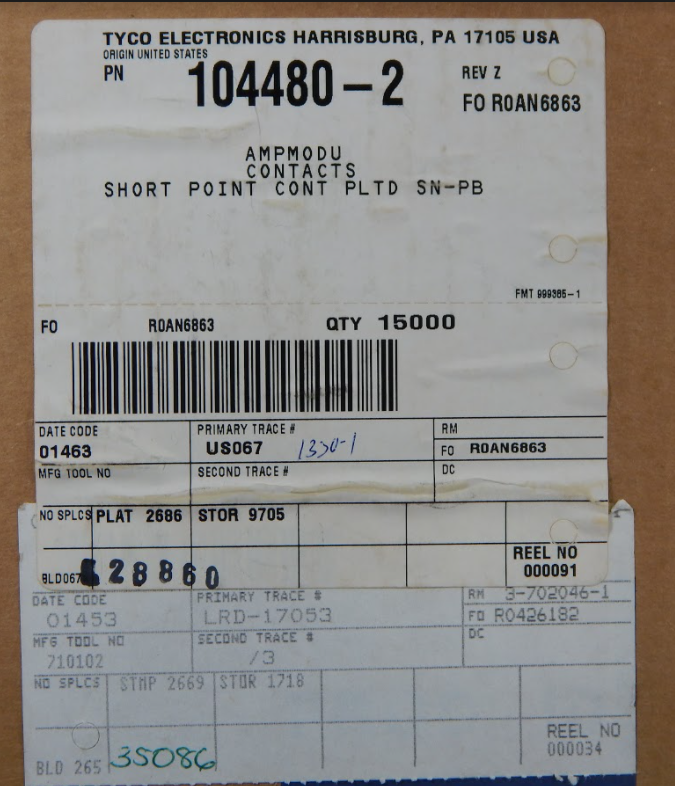 TYCO ELECTRONICS HARRISBURG, PA 17105 USA
ORIGIN UNITED STATES
PN 104480-2 REV Z
FO R0AN6863
AMPMODU
CONTACTS
SHORT POINT CONT PLTD SN-PB
FMT 999385-1
FO R0AN6863 QTY 15000
DATE CODE PRIMARY TRACE # RM
01463 US067 1330-1 FO R0AN6863
MFG TOOL NO SECOND TRACE # DC
NO SPLCS PLAT 2686 STOR 9705
REEL NO
BLD067 28860 000091
DATE CODE PRIMARY TRACE # RM 3-702046-1
01453 LRD-17053 FO R0426182
MFG TOOL NO SECOND TRACE # DC
710102 /3
NO SPLCS STMP 2669 STOR 1718
REEL NO
BLD 265 35086 000034